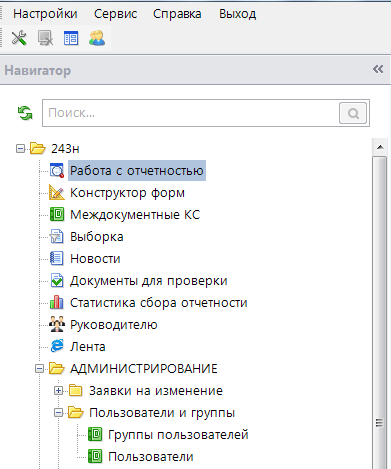 Настройки Сервис Справка Выход
Навигатор
Поиск...
243н
Работа с отчетностью
Конструктор форм
Междокументные КС
Выборка
Новости
Документы для проверки
Статистика сбора отчетности
Руководителю
Лента
АДМИНИСТРИРОВАНИЕ
Заявки на изменение
Пользователи и группы
Группы пользователей
Пользователи